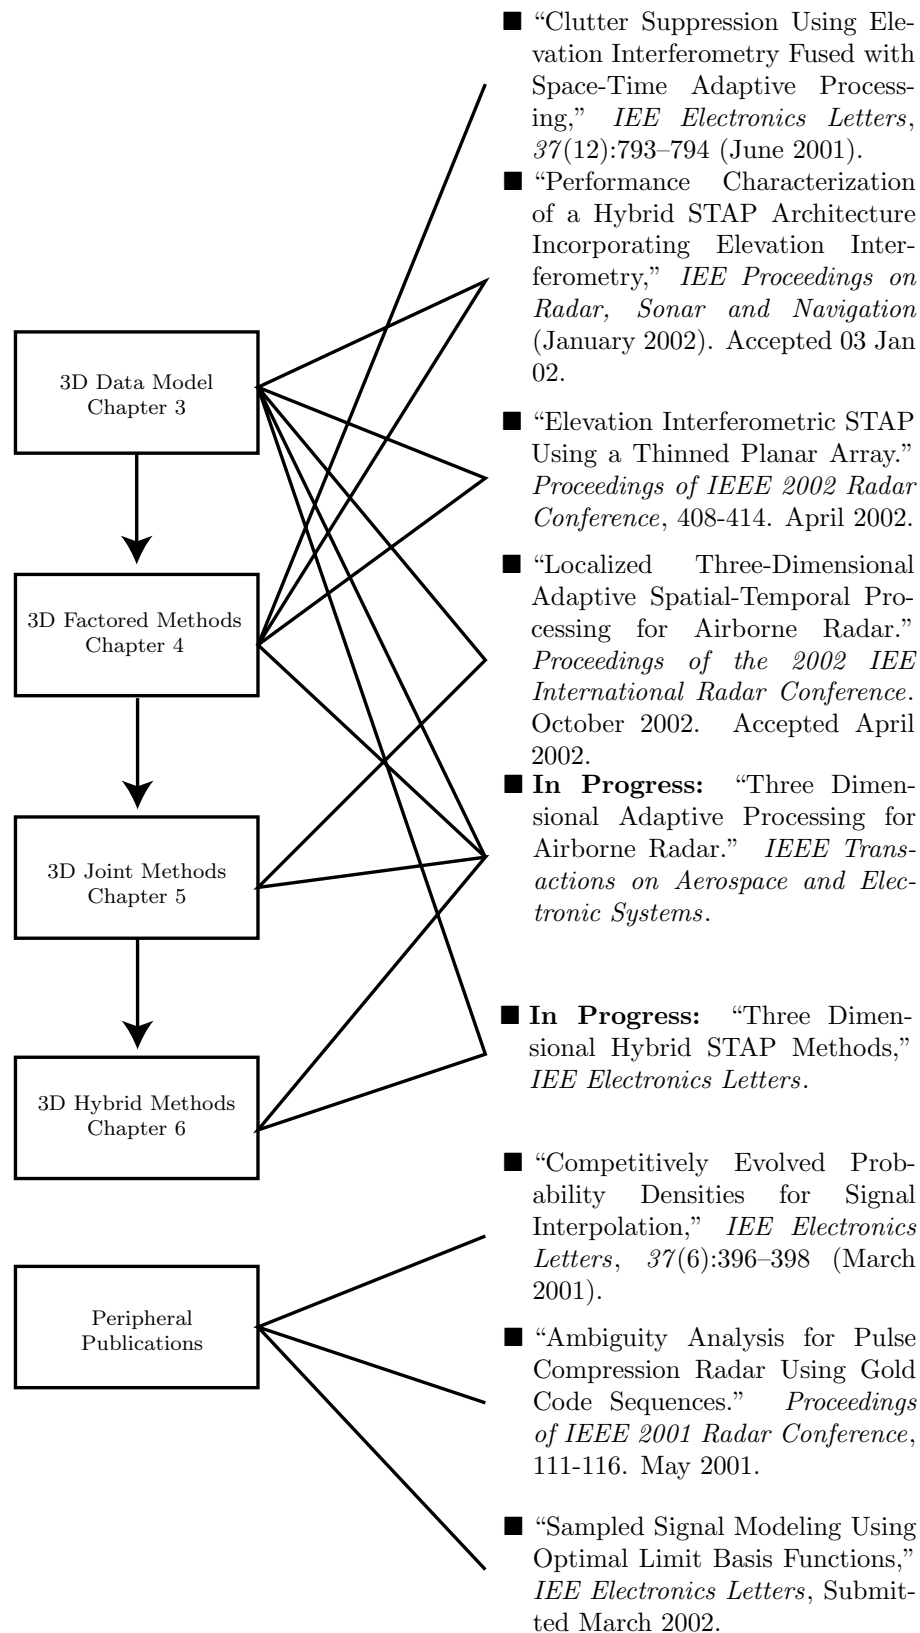 3D Data Model
Chapter 3
3D Factored Methods
Chapter 4
3D Joint Methods
Chapter 5
3D Hybrid Methods
Chapter 6
Peripheral
Publications
■ “Clutter Suppression Using Ele-
vation Interferometry Fused with
Space-Time Adaptive Process-
ing,” IEE Electronics Letters,
37(12):793–794 (June 2001).
■ “Performance Characterization
of a Hybrid STAP Architecture
Incorporating Elevation Inter-
ferometry,” IEE Proceedings on
Radar, Sonar and Navigation
(January 2002). Accepted 03 Jan
02.
■ “Elevation Interferometric STAP
Using a Thinned Planar Array.”
Proceedings of IEEE 2002 Radar
Conference, 408-414. April 2002.
■ “Localized Three-Dimensional
Adaptive Spatial-Temporal Pro-
cessing for Airborne Radar.”
Proceedings of the 2002 IEE
International Radar Conference.
October 2002. Accepted April
2002.
■ In Progress: “Three Dimen-
sional Adaptive Processing for
Airborne Radar.” IEEE Trans-
actions on Aerospace and Elec-
tronic Systems.
■ In Progress: “Three Dimen-
sional Hybrid STAP Methods,”
IEE Electronics Letters.
■ “Competitively Evolved Prob-
ability Densities for Signal
Interpolation,” IEE Electronics
Letters, 37(6):396–398 (March
2001).
■ “Ambiguity Analysis for Pulse
Compression Radar Using Gold
Code Sequences.” Proceedings
of IEEE 2001 Radar Conference,
111-116. May 2001.
■ “Sampled Signal Modeling Using
Optimal Limit Basis Functions,”
IEE Electronics Letters, Submit-
ted March 2002.